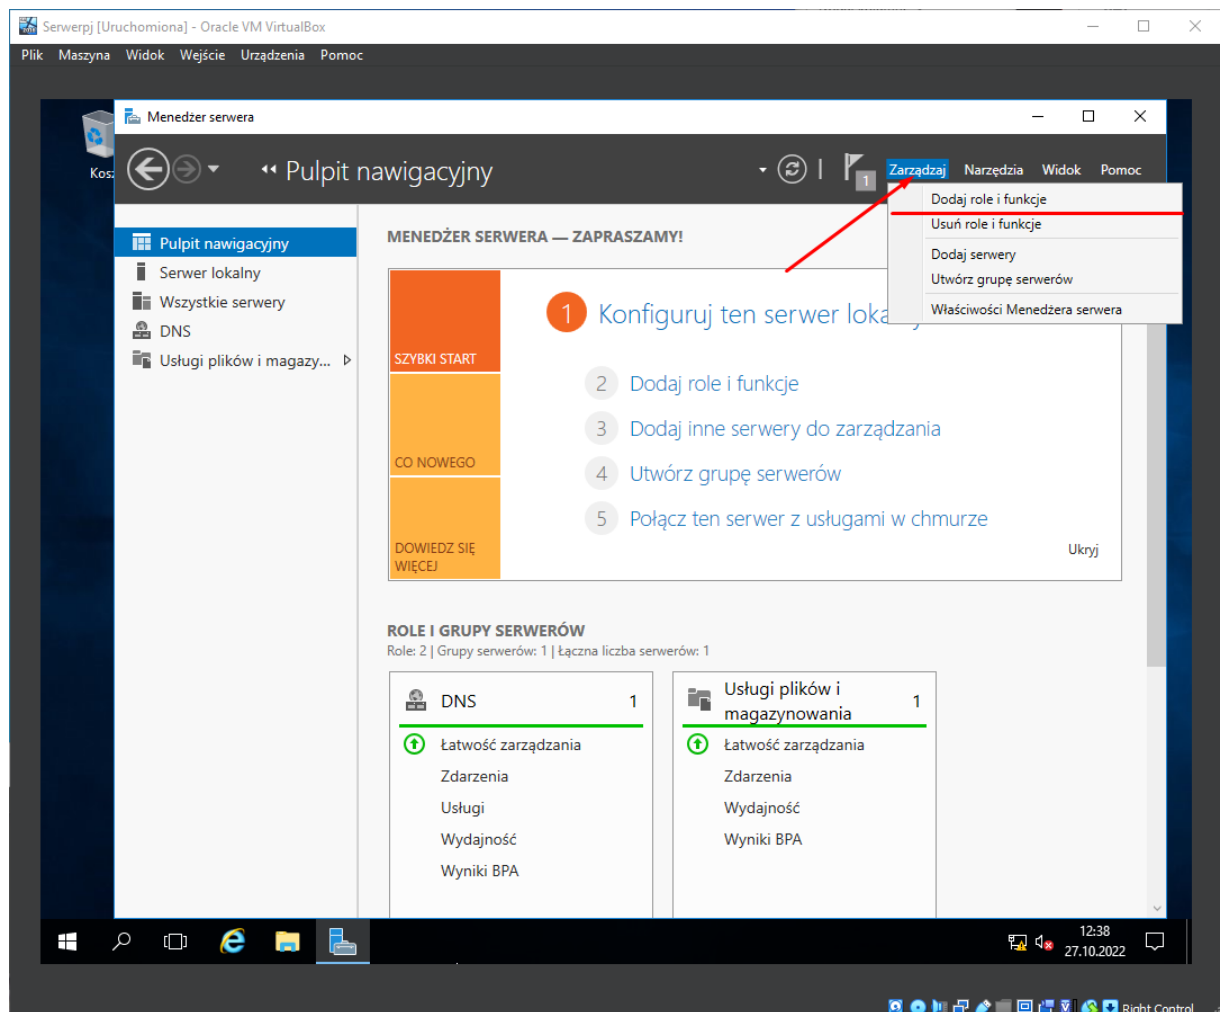 Serwerpj [Uruchomiona] - Oracle VM VirtualBox
Plik Maszyna Widok Wejście Urządzenia Pomoc
Menedżer serwera
Kosz
Pulpit nawigacyjny
1
Zarządzaj Narzędzia Widok Pomoc
Dodaj role i funkcje
Usuń role i funkcje
Dodaj serwery
Utwórz grupę serwerów
Właściwości Menedżera serwera
Pulpit nawigacyjny
Serwer lokalny
Wszystkie serwery
DNS
Usługi plików i magazy...
MENEDŻER SERWERA — ZAPRASZAMY!
SZYBKI START
CO NOWEGO
DOWIEDZ SIĘ
WIĘCEJ
1 Konfiguruj ten serwer
2 Dodaj role i funkcje
3 Dodaj inne serwery do zarządzania
4 Utwórz grupę serwerów
5 Połącz ten serwer z usługami w chmurze
Ukryj
ROLE I GRUPY SERWERÓW
Role: 2 | Grupy serwerów: 1 | Łączna liczba serwerów: 1
DNS 1
Łatwość zarządzania
Zdarzenia
Usługi
Wydajność
Wyniki BPA
Usługi plików i
magazynowania 1
Łatwość zarządzania
Zdarzenia
Wydajność
Wyniki BPA
12:38
27.10.2022
Right Control